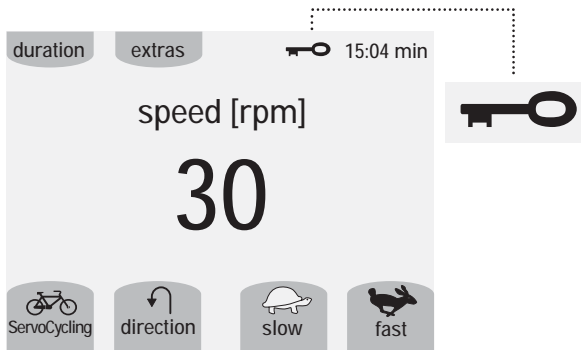 duration extras 15:04 min
speed [rpm]
30
ServoCycling direction slow fast